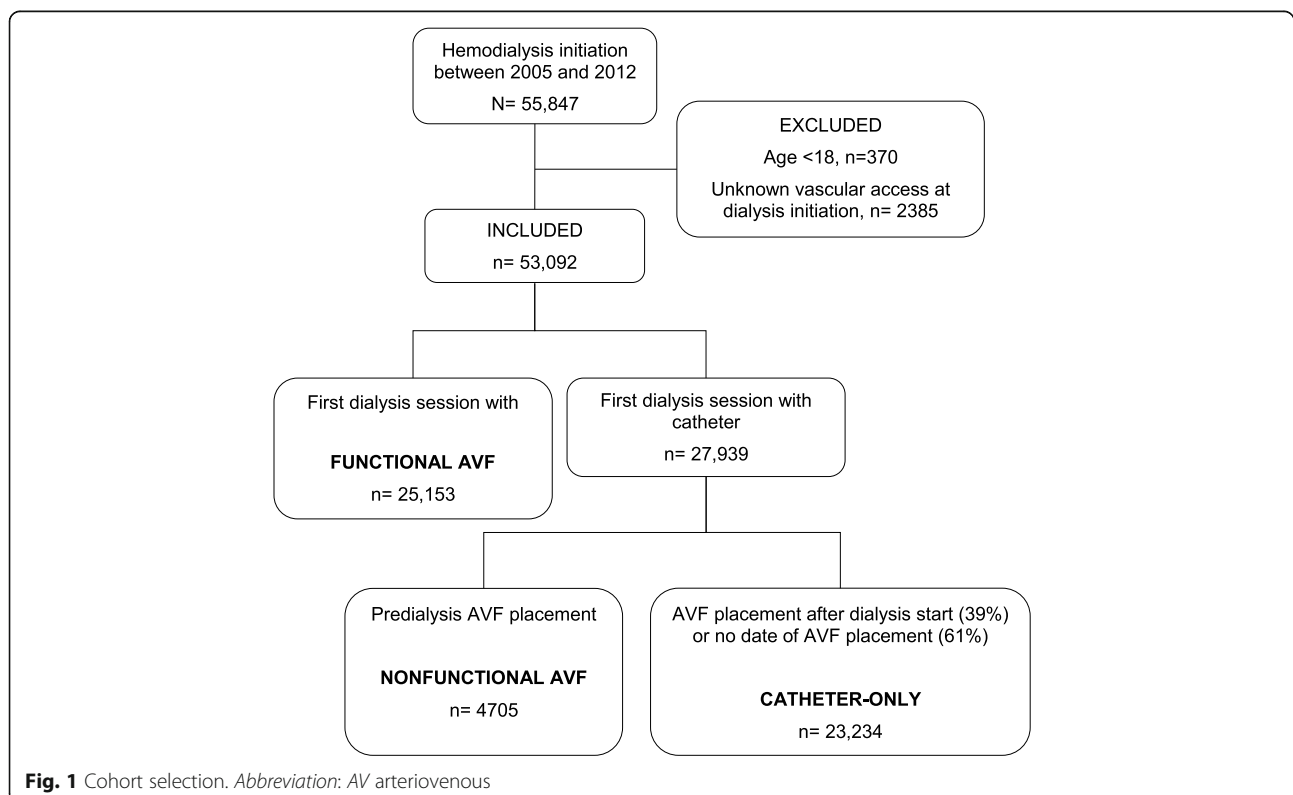 Hemodialysis initiation
between 2005 and 2012
N= 55,847
EXCLUDED
Age <18, n=370
Unknown vascular access at
dialysis initiation, n= 2385
INCLUDED
n= 53,092
First dialysis session with
FUNCTIONAL AVF
n= 25,153
First dialysis session with
catheter
n= 27,939
Predialysis AVF placement
NONFUNCTIONAL AVF
n= 4705
AVF placement after dialysis start (39%)
or no date of AVF placement (61%)
CATHETER-ONLY
n= 23,234
Fig. 1 Cohort selection. Abbreviation: AV arteriovenous